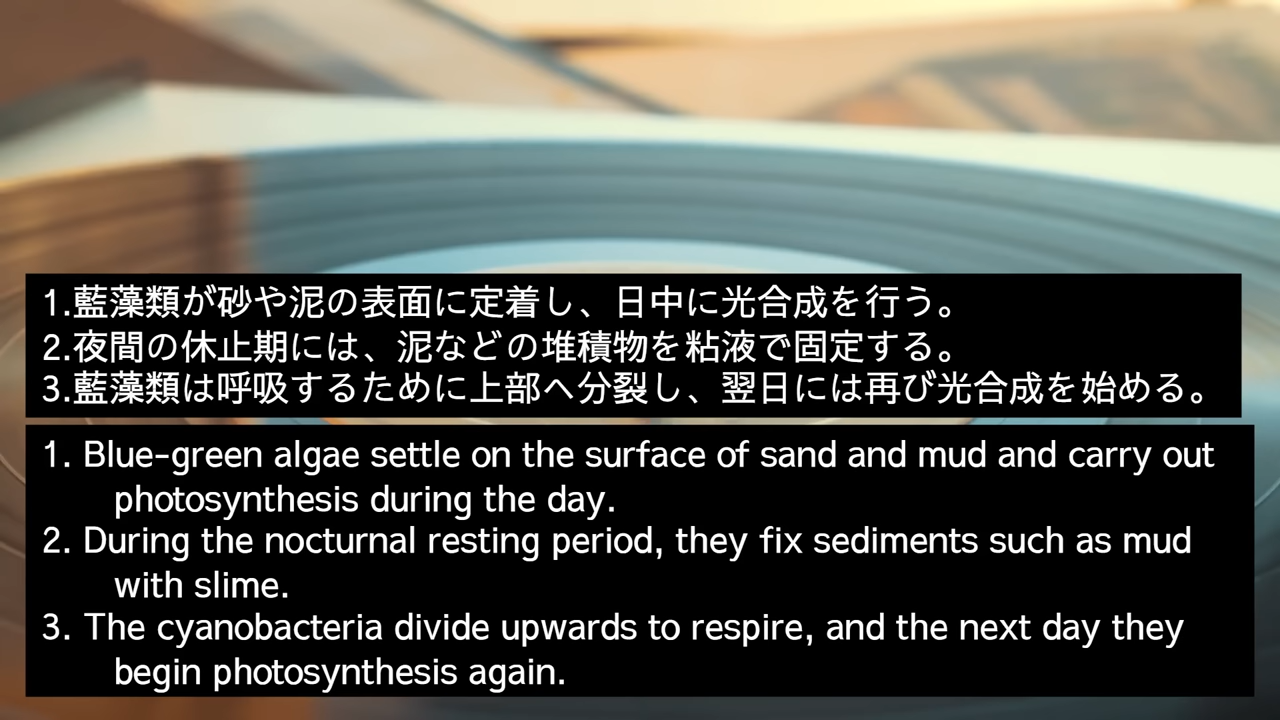 1.藍藻類が砂や泥の表面に定着し、日中に光合成を行う。
2.夜間の休止期には、泥などの堆積物を粘液で固定する。
3.藍藻類は呼吸するために上部へ分裂し、翌日には再び光合成を始める。
1. Blue-green algae settle on the surface of sand and mud and carry out
photosynthesis during the day.
2. During the nocturnal resting period, they fix sediments such as mud
with slime.
3. The cyanobacteria divide upwards to respire, and the next day they
begin photosynthesis again.